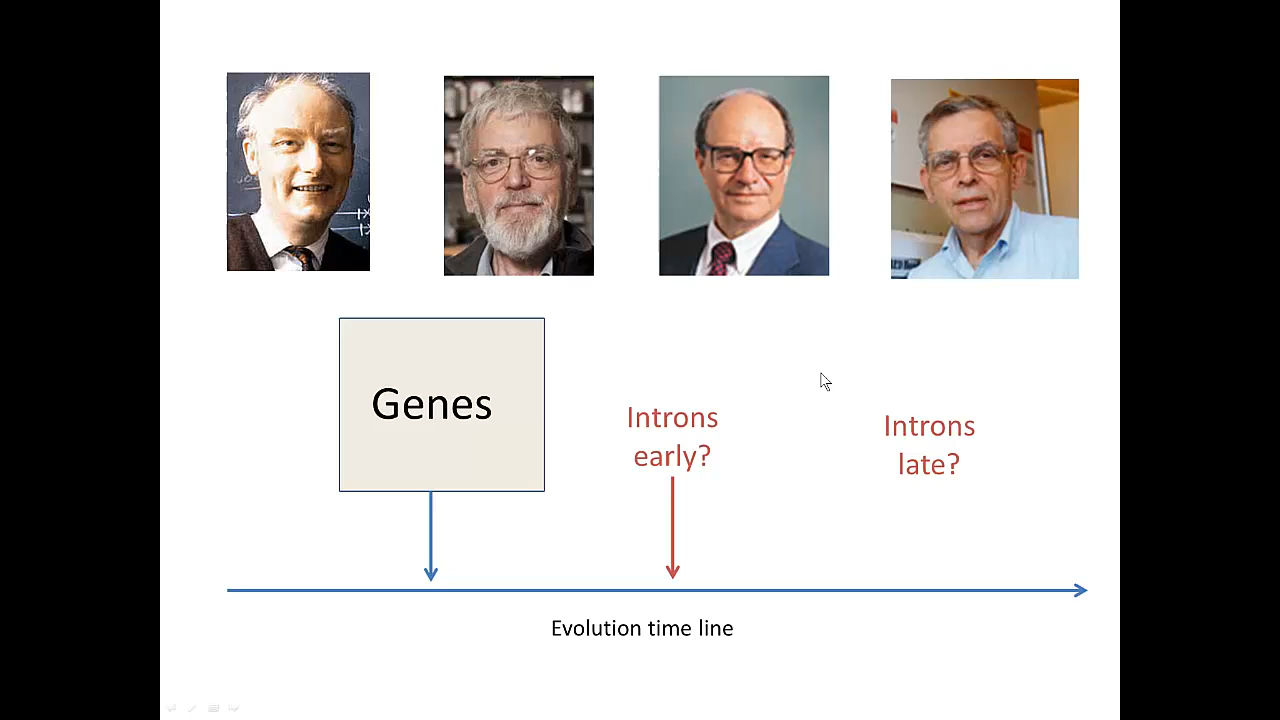 Genes
Introns
early?
Introns
late?
Evolution time line